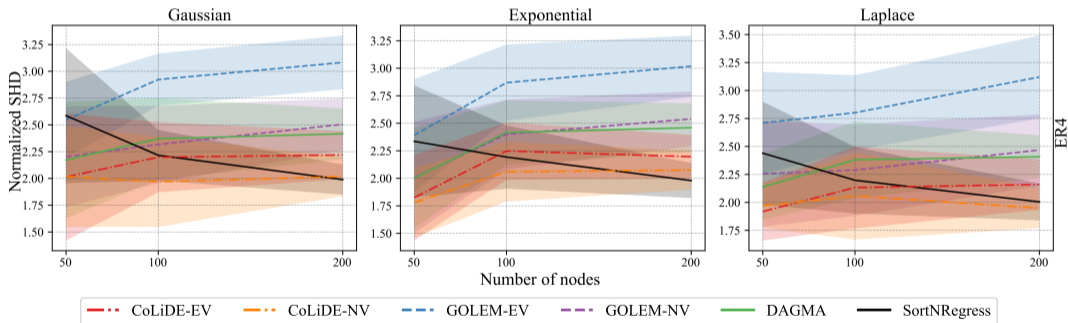 Gaussian
Exponential
Laplace
Normalized SHD
3.25
3.00
2.75
2.50
2.25
2.00
1.75
1.50
50
100
200
3.25
3.00
2.75
2.50
2.25
2.00
1.75
1.50
50
100
200
3.50
3.25
3.00
2.75
2.50
2.25
2.00
1.75
50
100
200
ER4
Number of nodes
CoLiDE-EV
CoLiDE-NV
GOLEM-EV
GOLEM-NV
DAGMA
SortNRegress